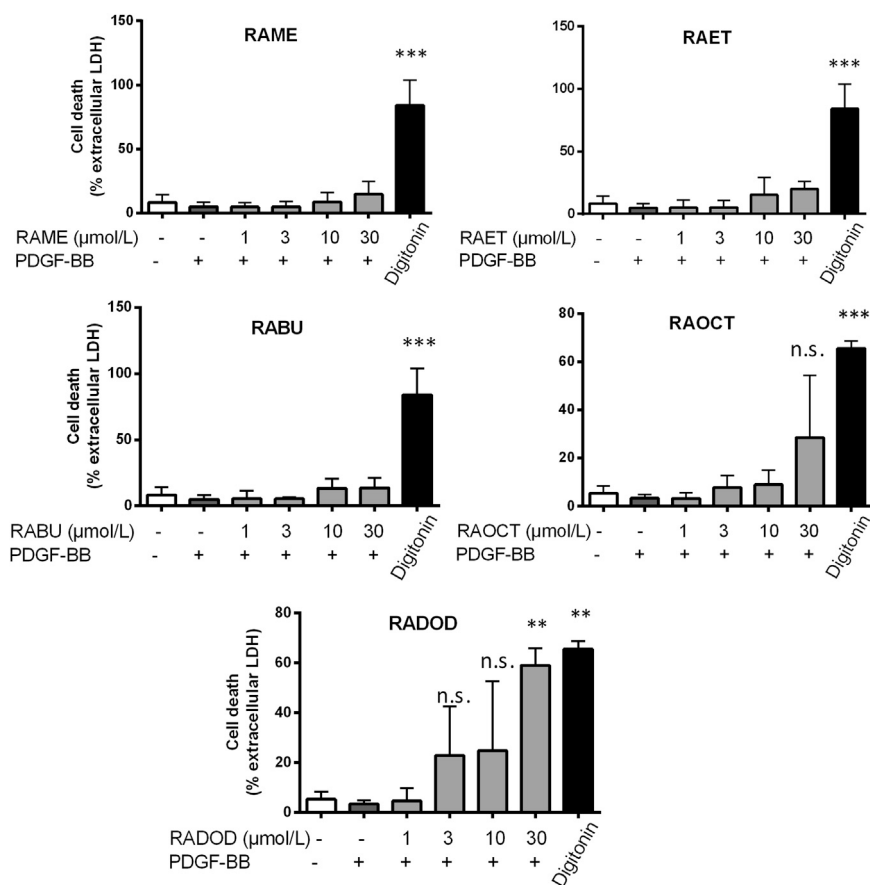 RAME
Cell death
(% extracellular LDH)
150
100
50
0
***
RAME (µmol/L) - - 1 3 10 30
PDGF-BB - + + + + +
Digitonin
RAET
150
100
50
0
***
RAET (µmol/L) - - 1 3 10 30
PDGF-BB - + + + + +
Digitonin
RABU
Cell death
(% extracellular LDH)
150
100
50
0
***
RABU (µmol/L) - - 1 3 10 30
PDGF-BB - + + + + +
Digitonin
RAOCT
80
60
40
20
0
n.s.
***
RAOCT (µmol/L) - - 1 3 10 30
PDGF-BB - + + + + +
Digitonin
RADOD
Cell death
(% extracellular LDH)
80
60
40
20
0
n.s.
n.s.
**
**
RADOD (µmol/L) - - 1 3 10 30
PDGF-BB - + + + + +
Digitonin